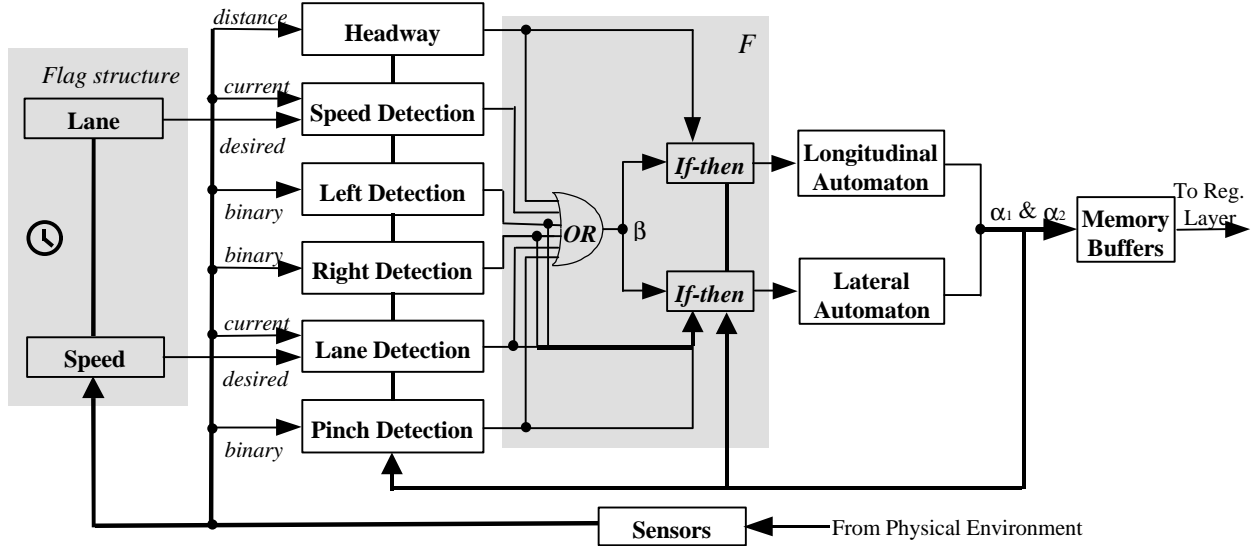 distance
Headway
F
Flag structure
current
Speed Detection
Lane
desired
Left Detection
binary
If-then
Longitudinal
Automaton
OR
β
α1 & α2
To Reg.
Layer
Memory
Buffers
binary
Right Detection
If-then
Lateral
Automaton
current
Speed
Lane Detection
desired
Pinch Detection
binary
Sensors
From Physical Environment